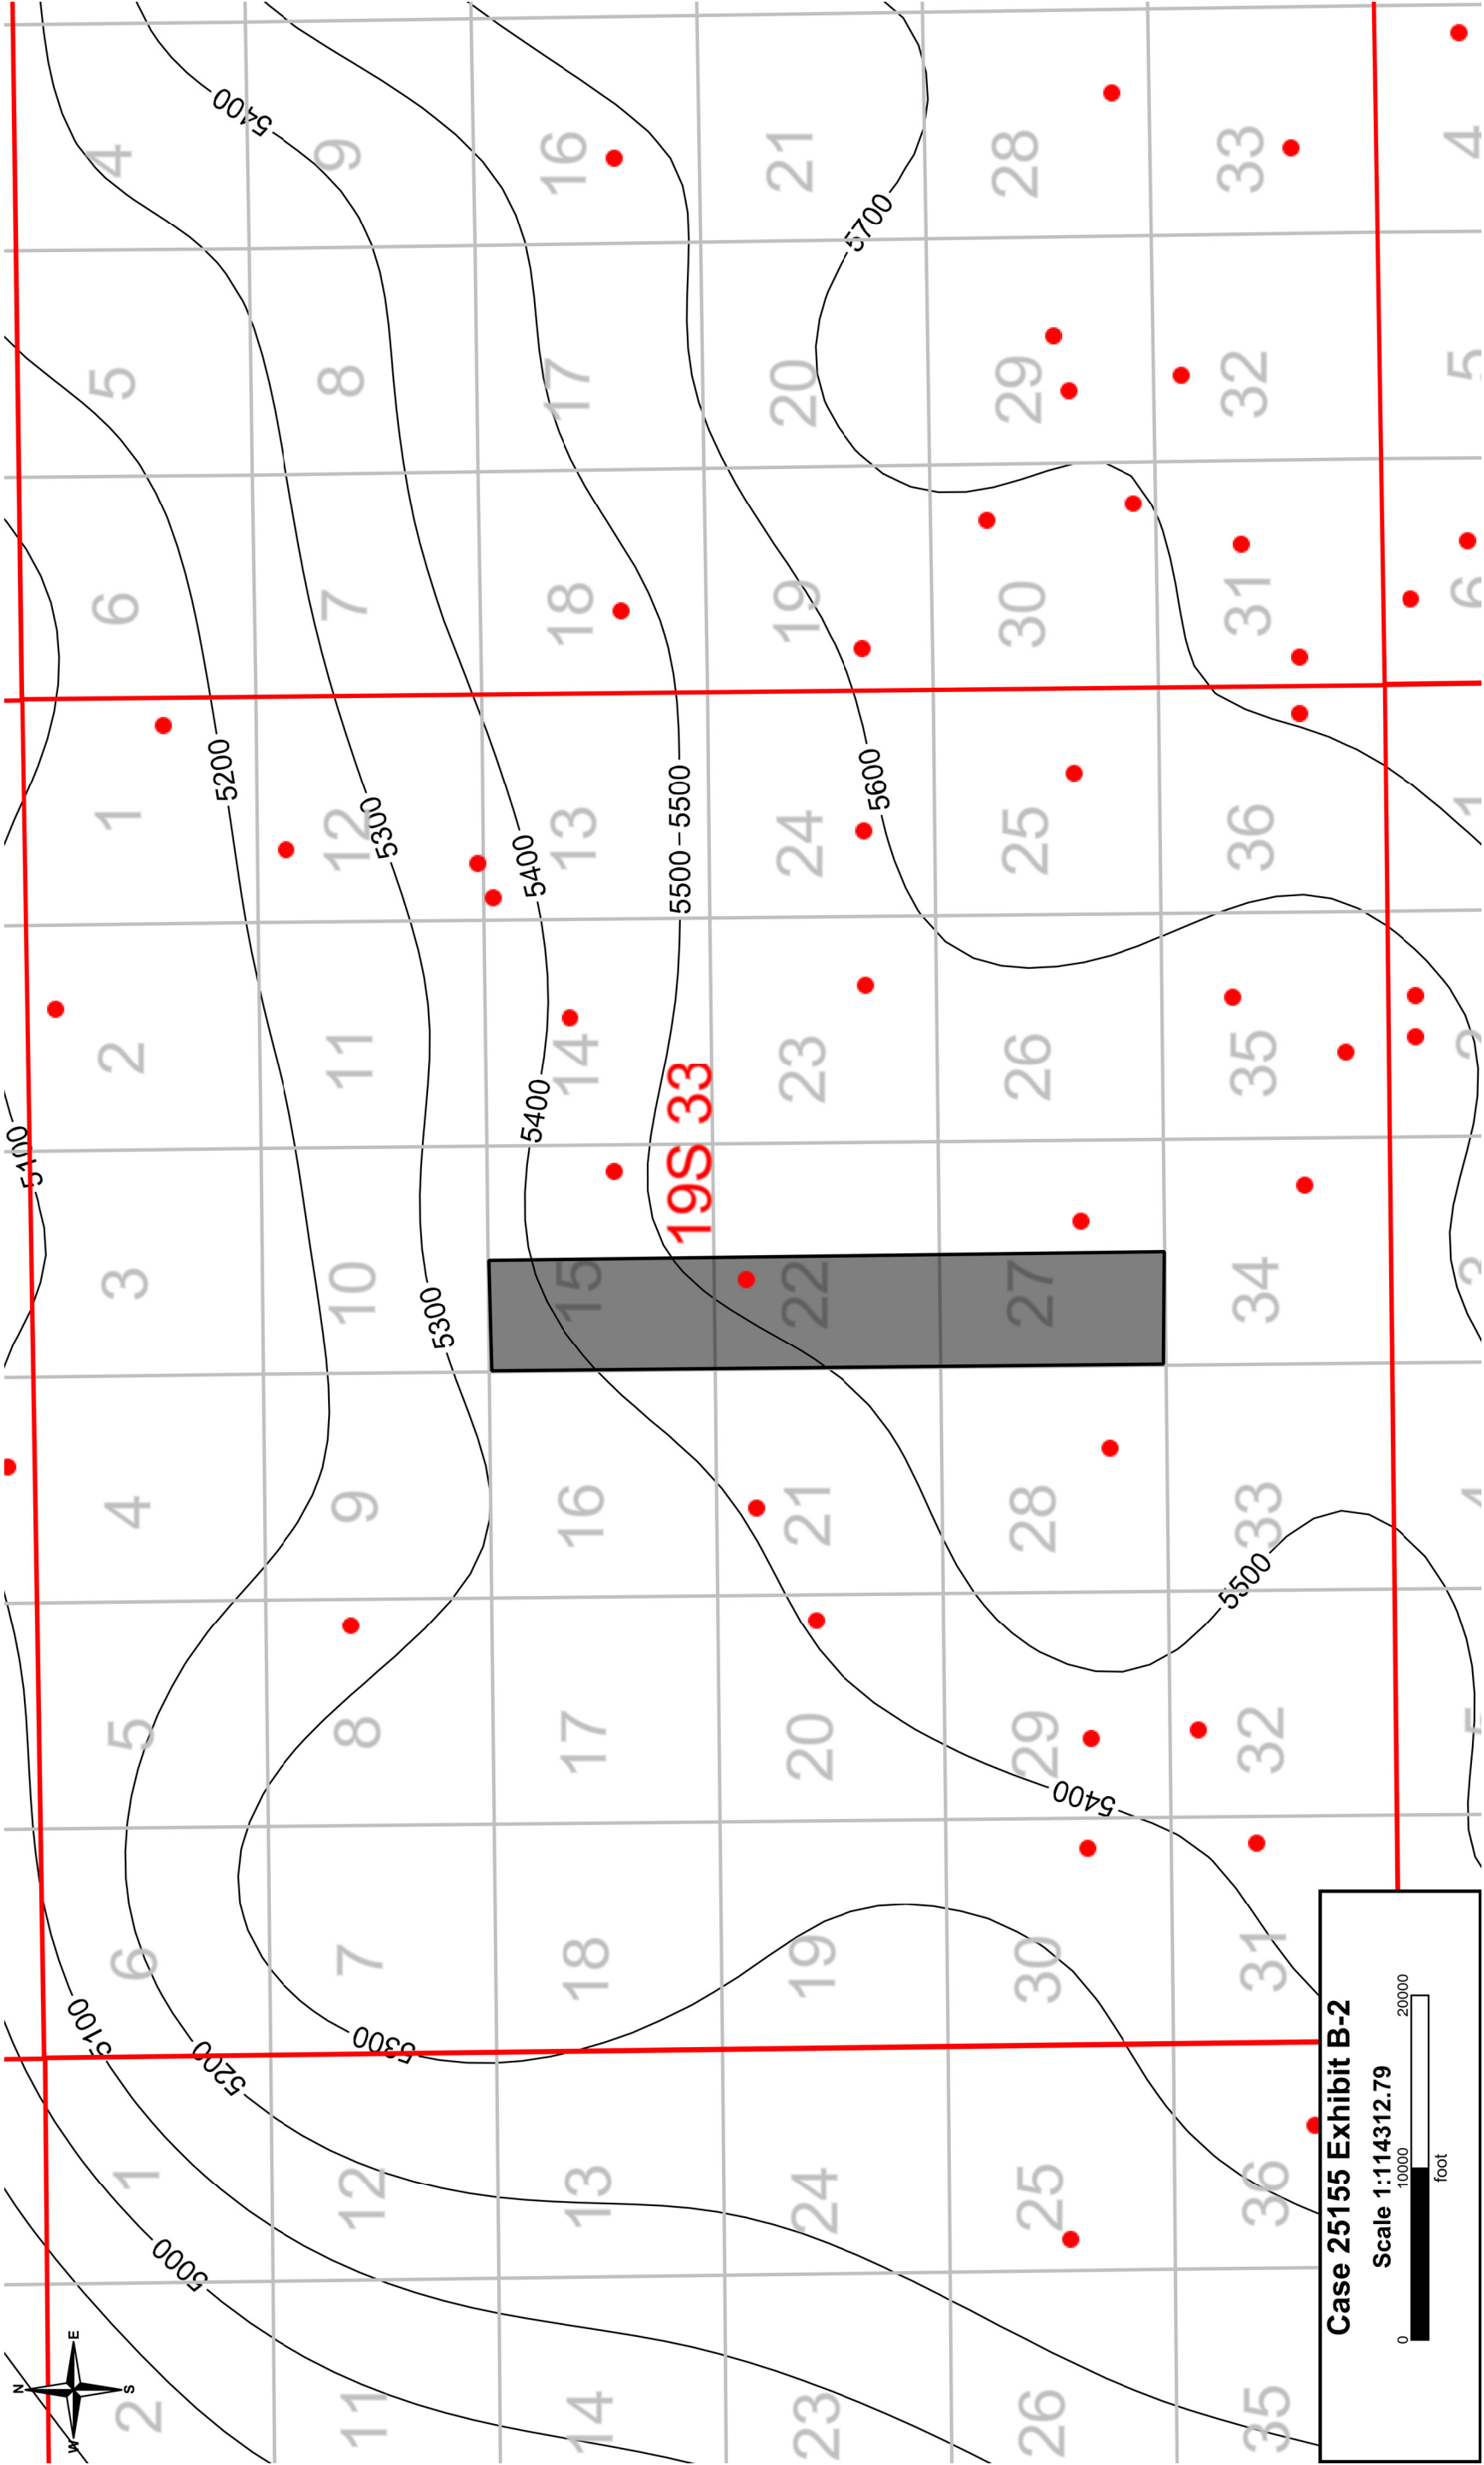 N
W E
S
5100
2 1 6 5 4 3 2 1 6 5 4
5000 5200 5100 5200 5400
11 12 7 8 9 10 11 12 7 8 9
5300 5300 5300
14 13 18 17 16 15 14 13 18 17 16
5400 5400
19S 33
5500 5500
23 24 19 20 21 22 23 24 19 20 21
5600 5700
26 25 30 29 28 27 26 25 30 29 28
5400
35 36 31 32 33 34 35 36 31 32 33
5500
1 6 5 4
Case 25155 Exhibit B-2
Scale 1:114312.79
0 10000 20000
foot